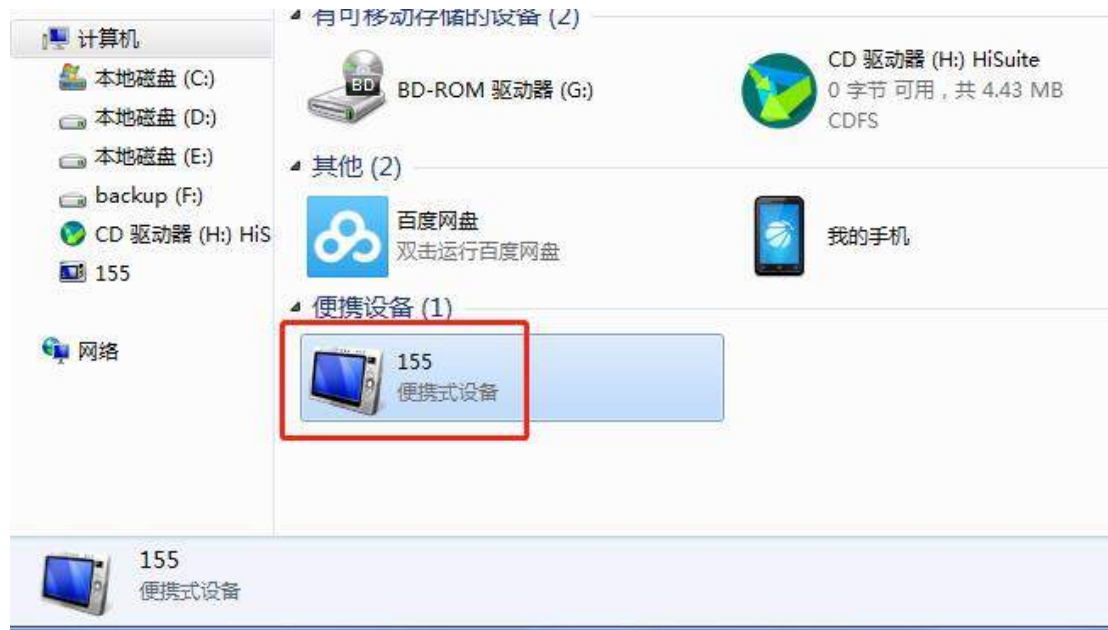 计算机
本地磁盘 (C:)
本地磁盘 (D:)
本地磁盘 (E:)
backup (F:)
CD 驱动器 (H:) HiS
155
网络
有可移动存储的设备 (2)
BD
BD-ROM 驱动器 (G:)
CD 驱动器 (H:) HiSuite
0 字节 可用，共 4.43 MB
CDFS
其他 (2)
百度网盘
双击运行百度网盘
我的手机
便携设备 (1)
155
便携式设备
155
便携式设备